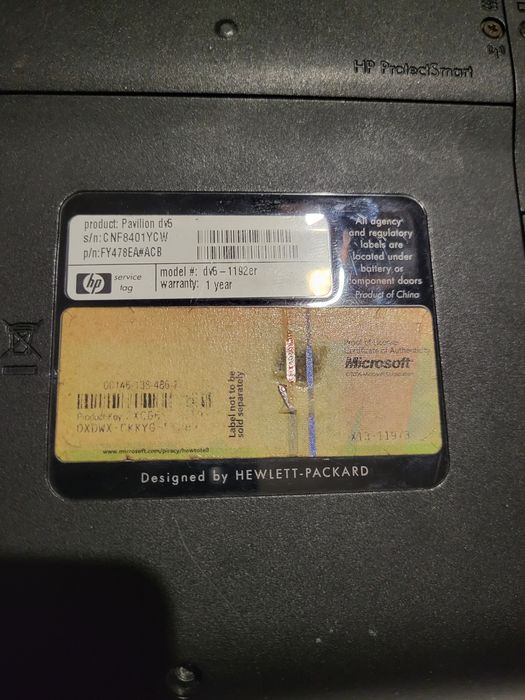 HP ProtectSmart
product: Pavilion dv5
s/n: CNF8401YCW
p/n: FY478EA#ACB
hp
service
tag
model #: dv5-1192er
warranty: 1 year
All agency
and regulatory
labels are
located under
battery or
component doors
Product of China
Proof of License
Certificate of Authenticity
Microsoft
Label not to be
sold separately
X13-11973
www.microsoft.com/piracy/howtotell
Designed by HEWLETT-PACKARD